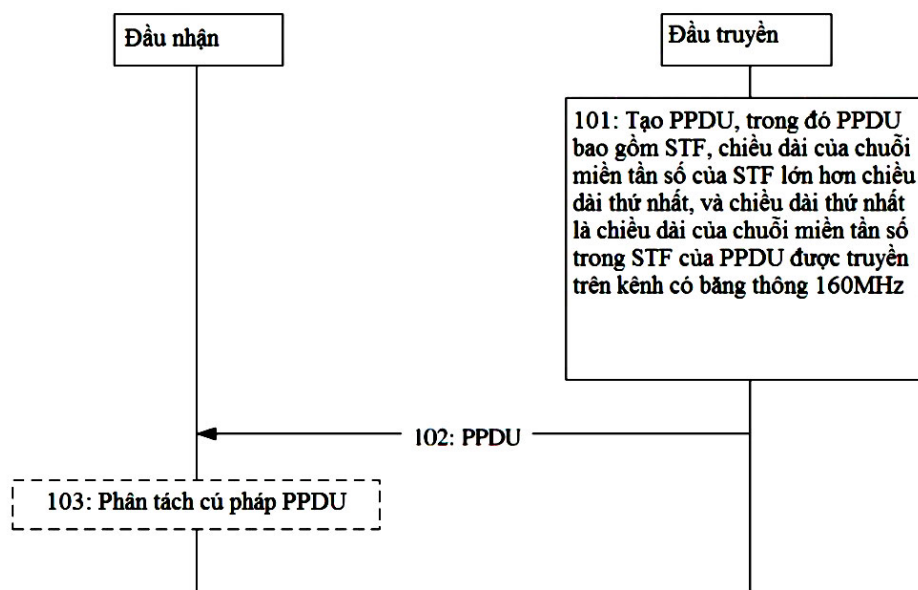 Đầu nhận
Đầu truyền
101: Tạo PPDU, trong đó PPDU
bao gồm STF, chiều dài của chuỗi
miền tần số của STF lớn hơn chiều
dài thứ nhất, và chiều dài thứ nhất
là chiều dài của chuỗi miền tần số
trong STF của PPDU được truyền
trên kênh có băng thông 160MHz
102: PPDU
103: Phân tách cú pháp PPDU